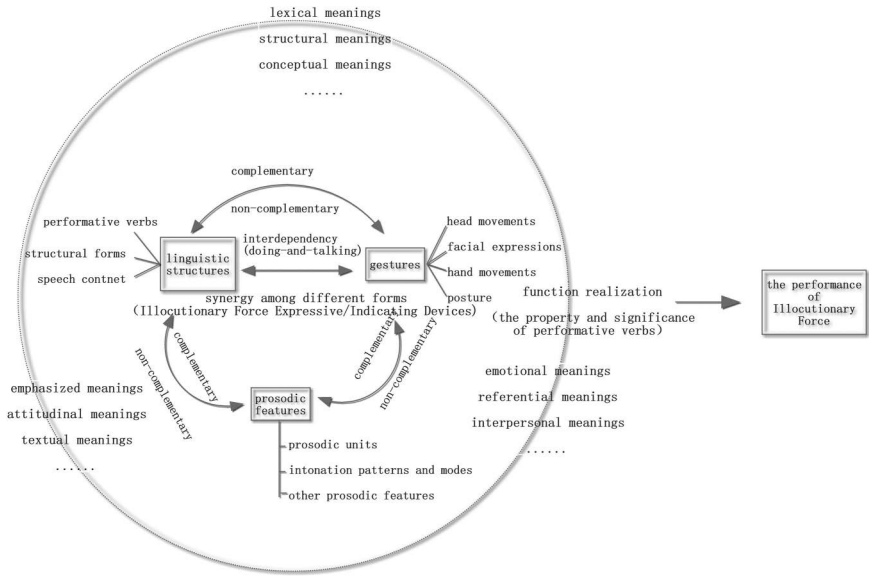 lexical meanings
structural meanings
conceptual meanings
......
complementary
non-complementary
performative verbs
structural forms
speech contnet
linguistic
structures
interdependency
(doing-and-talking)
gestures
head movements
facial expressions
hand movements
posture
synergy among different forms
(Illocutionary Force Expressive/Indicating Devices)
function realization
(the property and significance
of performative verbs)
the performance
of
Illocutionary
Force
complementary
non-complementary
complementary
non-complementary
emphasized meanings
attitudinal meanings
textual meanings
......
prosodic
features
prosodic units
intonation patterns and modes
other prosodic features
emotional meanings
referential meanings
interpersonal meanings
......